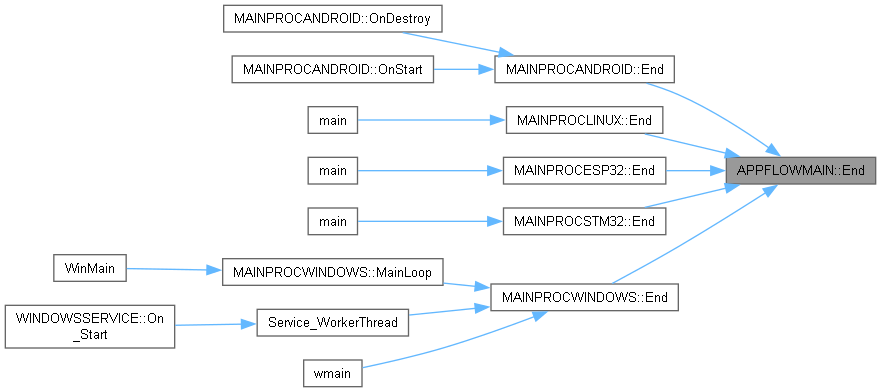 MAINPROCANDROID::OnDestroy
MAINPROCANDROID::OnStart
MAINPROCANDROID::End
main
MAINPROCLINUX::End
main
MAINPROCESP32::End
APPFLOWMAIN::End
main
MAINPROCSTM32::End
WinMain
MAINPROCWINDOWS::MainLoop
MAINPROCWINDOWS::End
WINDOWSSERVICE::On
_Start
Service_WorkerThread
wmain